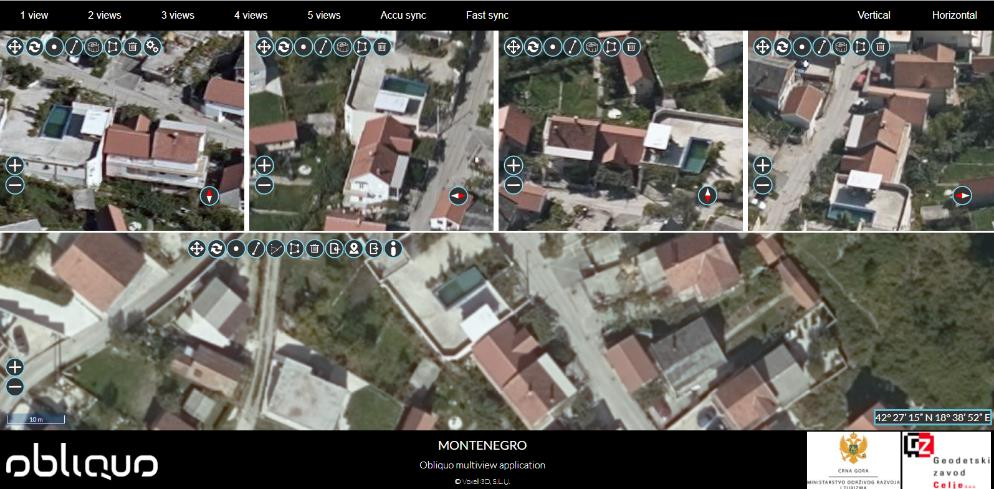 1 view 2 views 3 views 4 views 5 views Accu sync Fast sync Vertical Horizontal
10 m
42° 27' 15" N 18° 38' 52" E
obliquo
MONTENEGRO
Obliquo multiview application
© Voxel 3D, S.L.U.
CRNA GORA
MINISTARSTVO ODRŽIVOG RAZVOJA
I TURIZMA
GZ
Geodetski
zavod
Celje d.o.o.